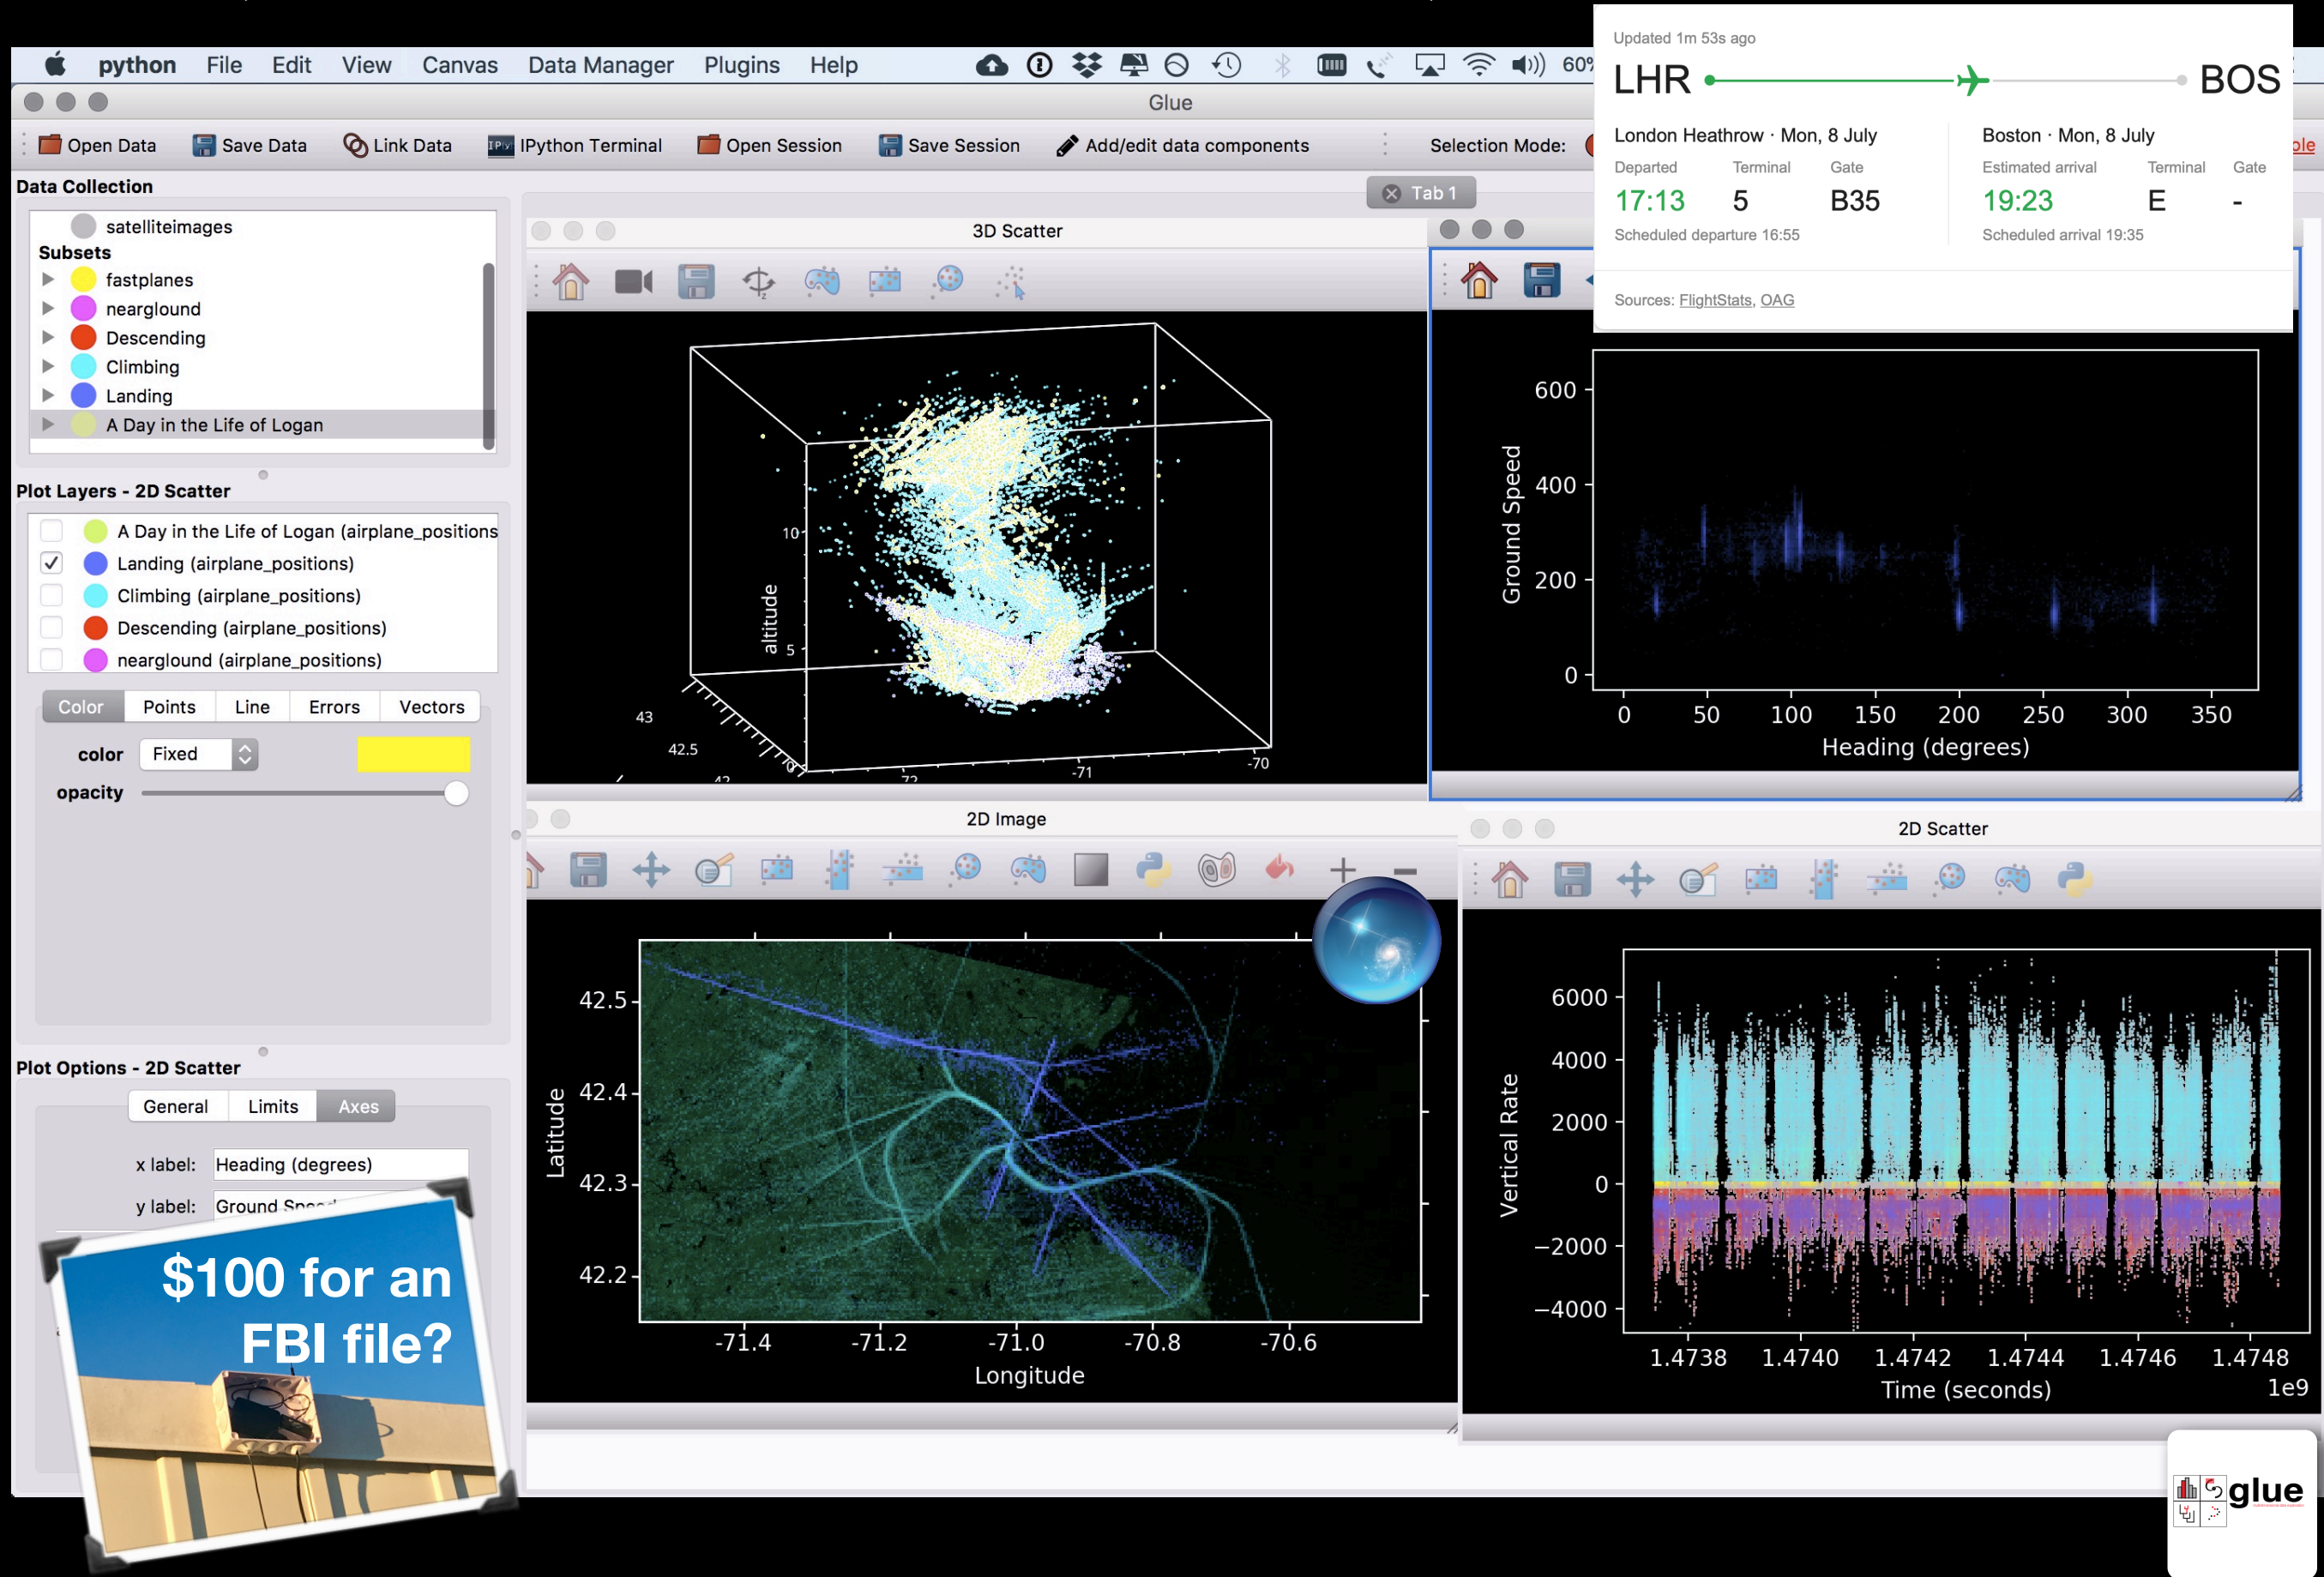 python File Edit View Canvas Data Manager Plugins Help
Glue
Open Data Save Data Link Data IPython Terminal Open Session Save Session Add/edit data components Selection Mode:
Data Collection
satelliteimages
Subsets
fastplanes
nearglound
Descending
Climbing
Landing
A Day in the Life of Logan
Plot Layers - 2D Scatter
A Day in the Life of Logan (airplane_positions
Landing (airplane_positions)
Climbing (airplane_positions)
Descending (airplane_positions)
nearglound (airplane_positions)
Color Points Line Errors Vectors
color Fixed
opacity
Plot Options - 2D Scatter
General Limits Axes
x label: Heading (degrees)
y label: Ground
$100 for an
FBI file?
Tab 1
3D Scatter
altitude
10
5
0
43
42.5
-71
-70
Updated 1m 53s ago
LHR BOS
London Heathrow · Mon, 8 July
Departed Terminal Gate
17:13 5 B35
Scheduled departure 16:55
Boston · Mon, 8 July
Estimated arrival Terminal Gate
19:23 E -
Scheduled arrival 19:35
Sources: FlightStats, OAG
Ground Speed
600
400
200
0
0 50 100 150 200 250 300 350
Heading (degrees)
2D Image
Latitude
42.5
42.4
42.3
42.2
-71.4 -71.2 -71.0 -70.8 -70.6
Longitude
2D Scatter
Vertical Rate
6000
4000
2000
0
−2000
−4000
1.4738 1.4740 1.4742 1.4744 1.4746 1.4748
1e9
Time (seconds)
glue